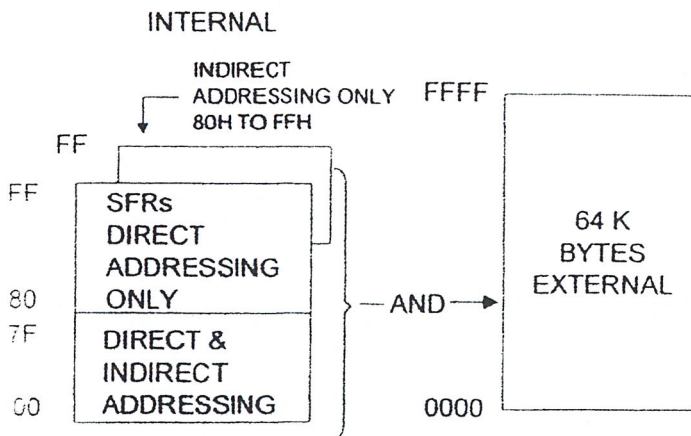 INTERNAL
INDIRECT
ADDRESSING ONLY
80H TO FFH
FFFF
FF
FF
SFRs
DIRECT
ADDRESSING
ONLY
80
7F
DIRECT &
INDIRECT
ADDRESSING
00
AND
64 K
BYTES
EXTERNAL
0000